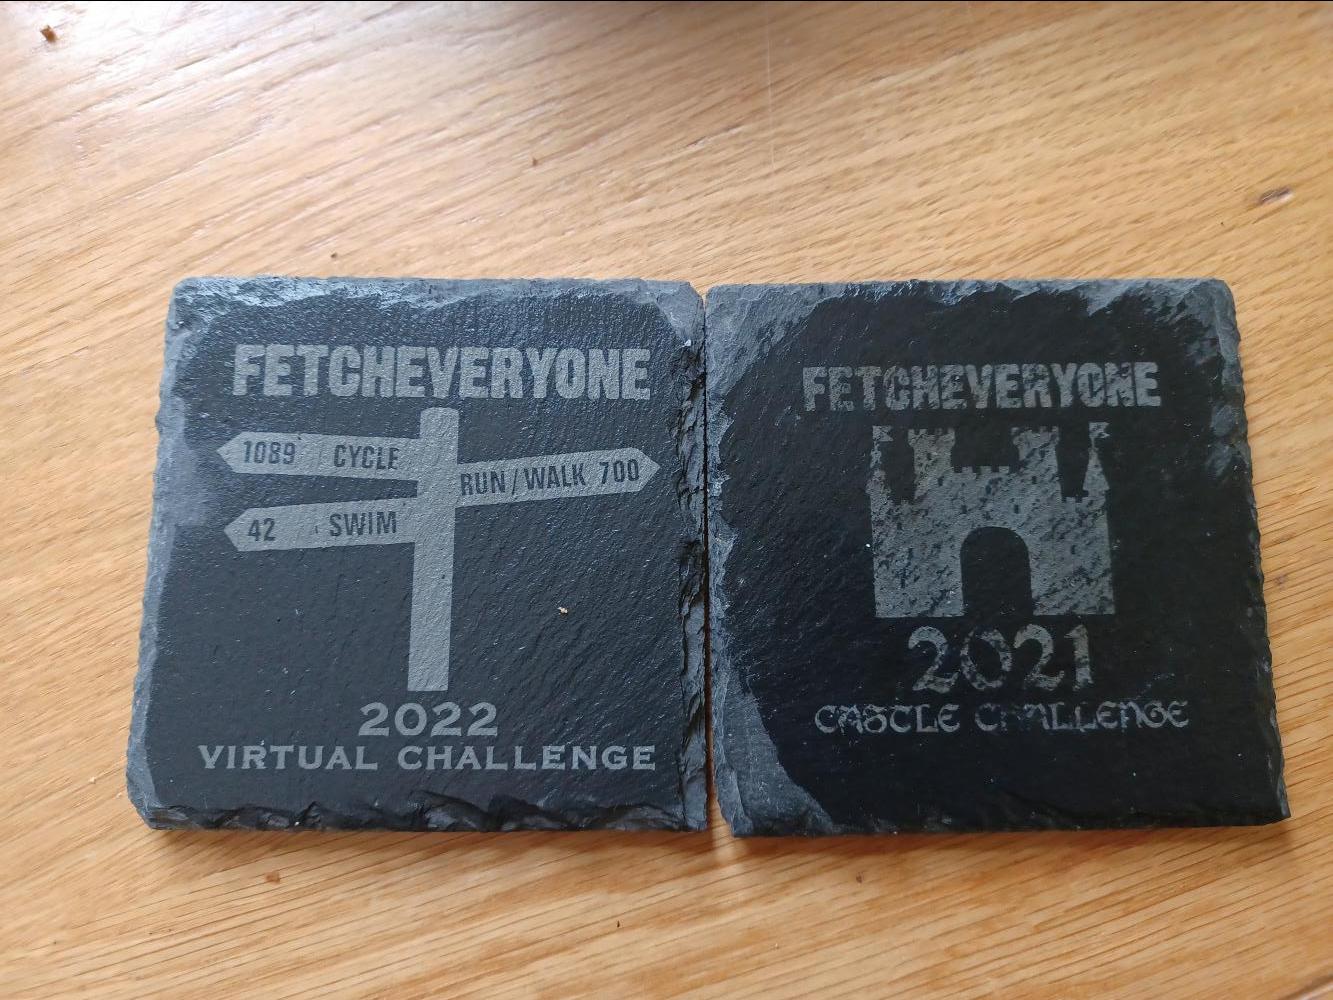 FETCHEVERYONE
1089 CYCLE
RUN/WALK 700
42 SWIM
2022
VIRTUAL CHALLENGE
FETCHEVERYONE
2021
CASTLE CHALLENGE